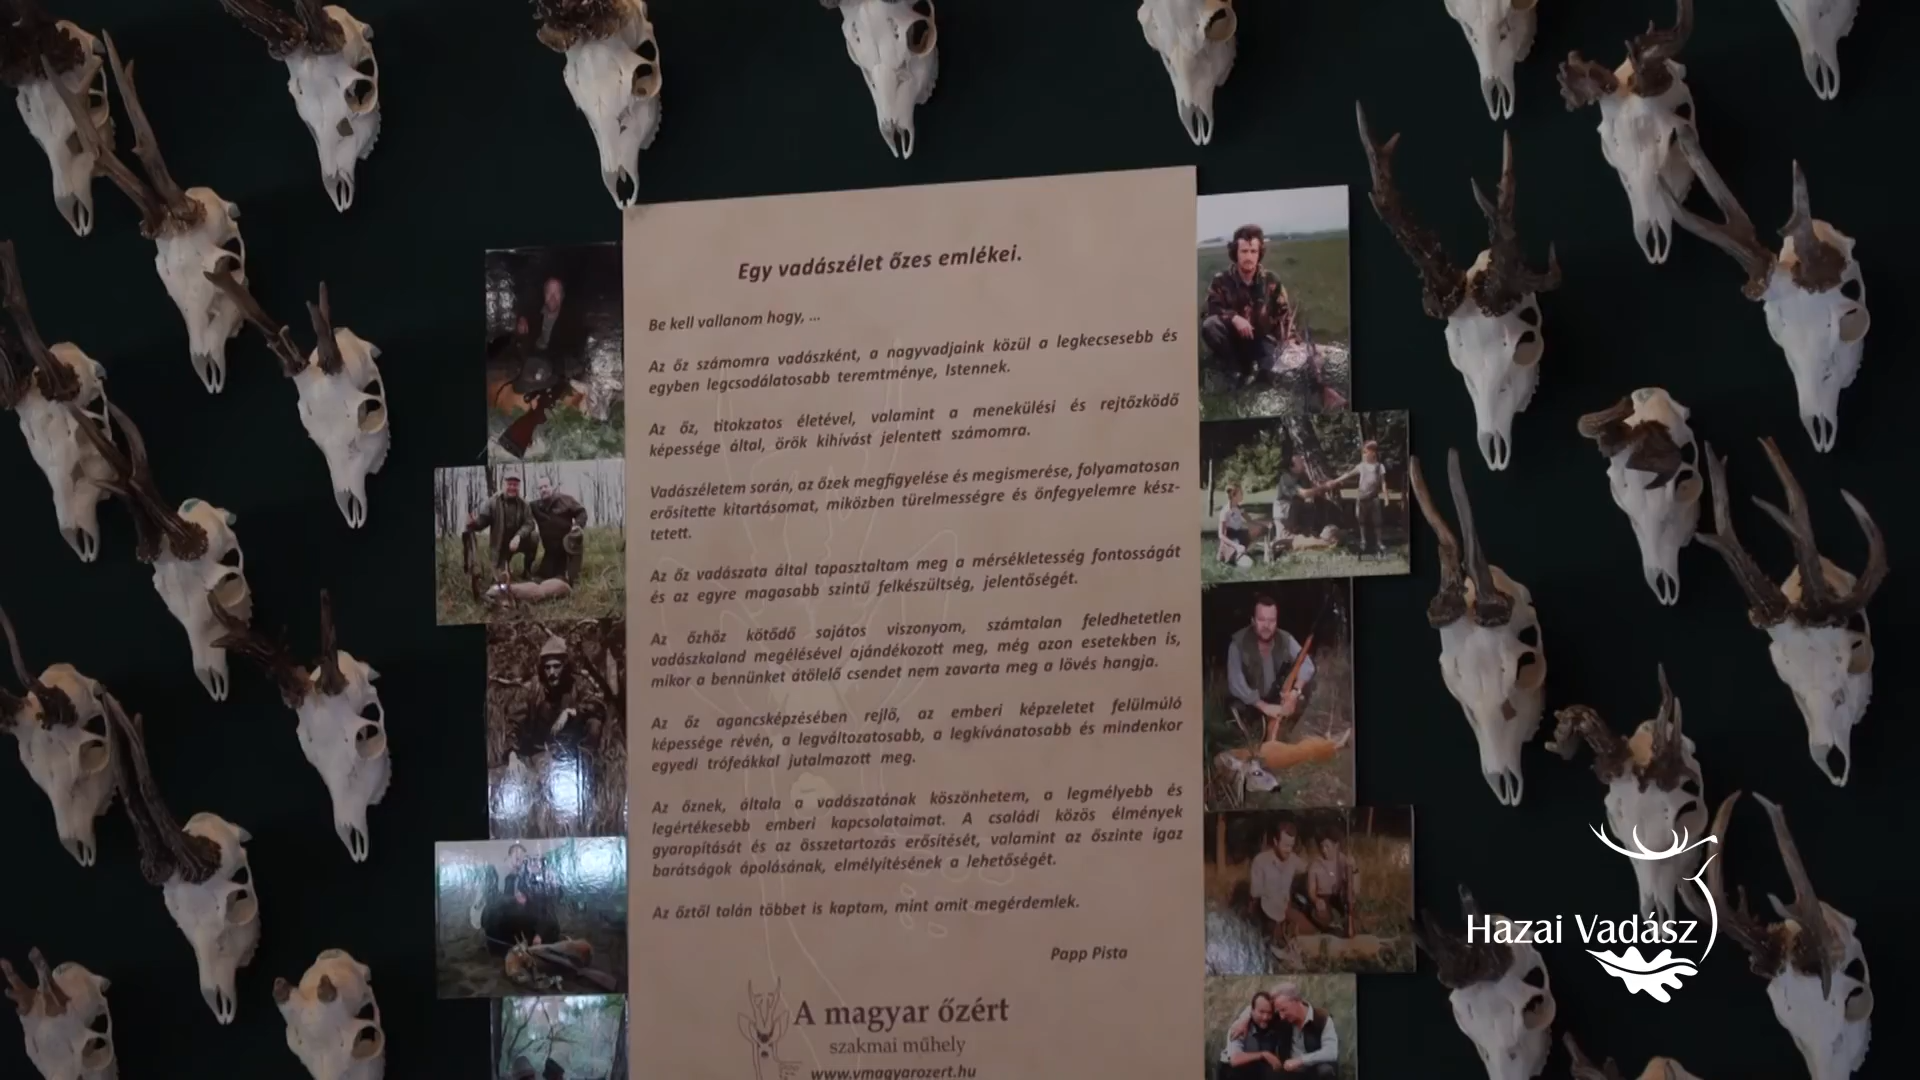 Egy vadászélet őzes emlékei.
Be kell vallanom hogy, ...
Az őz számomra vadászként, a nagyvadjaink közül a legkecsesebb és
egyben legcsodálatosabb teremtménye, Istennek.
Az őz, titokzatos életével, valamint a menekülési és rejtőzködő
képessége által, örök kihívást jelentett számomra.
Vadászéletem során, az őzek megfigyelése és megismerése, folyamatosan
erősítette kitartásomat, miközben türelmességre és önfegyelemre kész-
tetett.
Az őz vadászata által tapasztaltam meg a mérsékletesség fontosságát
és az egyre magasabb szintű felkészültség, jelentőségét.
Az őzhöz kötődő sajátos viszonyom, számtalan feledhetetlen
vadászkaland megélésével ajándékozott meg, még azon esetekben is,
mikor a bennünket átölelő csendet nem zavarta meg a lövés hangja.
Az őz agancsképzésében rejlő, az emberi képzeletet felülmúló
képessége révén, a legváltozatosabb, a legkívánatosabb és mindenkor
egyedi trófeákkal jutalmazott meg.
Az őznek, általa a vadászatának köszönhetem, a legmélyebb és
legértékesebb emberi kapcsolataimat. A családi közös élmények
gyarapítását és az összetartozás erősítését, valamint az őszinte igaz
barátságok ápolásának, elmélyítésének a lehetőségét.
Az őztől talán többet is kaptam, mint amit megérdemlek.
Papp Pista
A magyar őzért
szakmai műhely
www.vmagyarozert.hu
Hazai Vadász